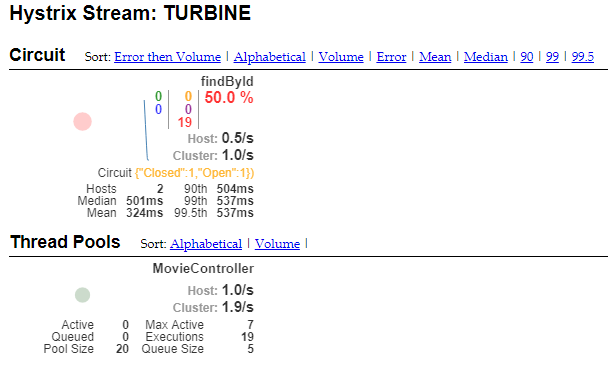 Hystrix Stream: TURBINE
Circuit Sort: Error then Volume | Alphabetical | Volume | Error | Mean | Median | 90 | 99 | 99.5
findById
0 0 50.0 %
0 0
19
Host: 0.5/s
Cluster: 1.0/s
Circuit {"Closed":1,"Open":1})
Hosts 2 90th 504ms
Median 501ms 99th 537ms
Mean 324ms 99.5th 537ms
Thread Pools Sort: Alphabetical | Volume |
MovieController
Host: 1.0/s
Cluster: 1.9/s
Active 0 Max Active 7
Queued 0 Executions 19
Pool Size 20 Queue Size 5